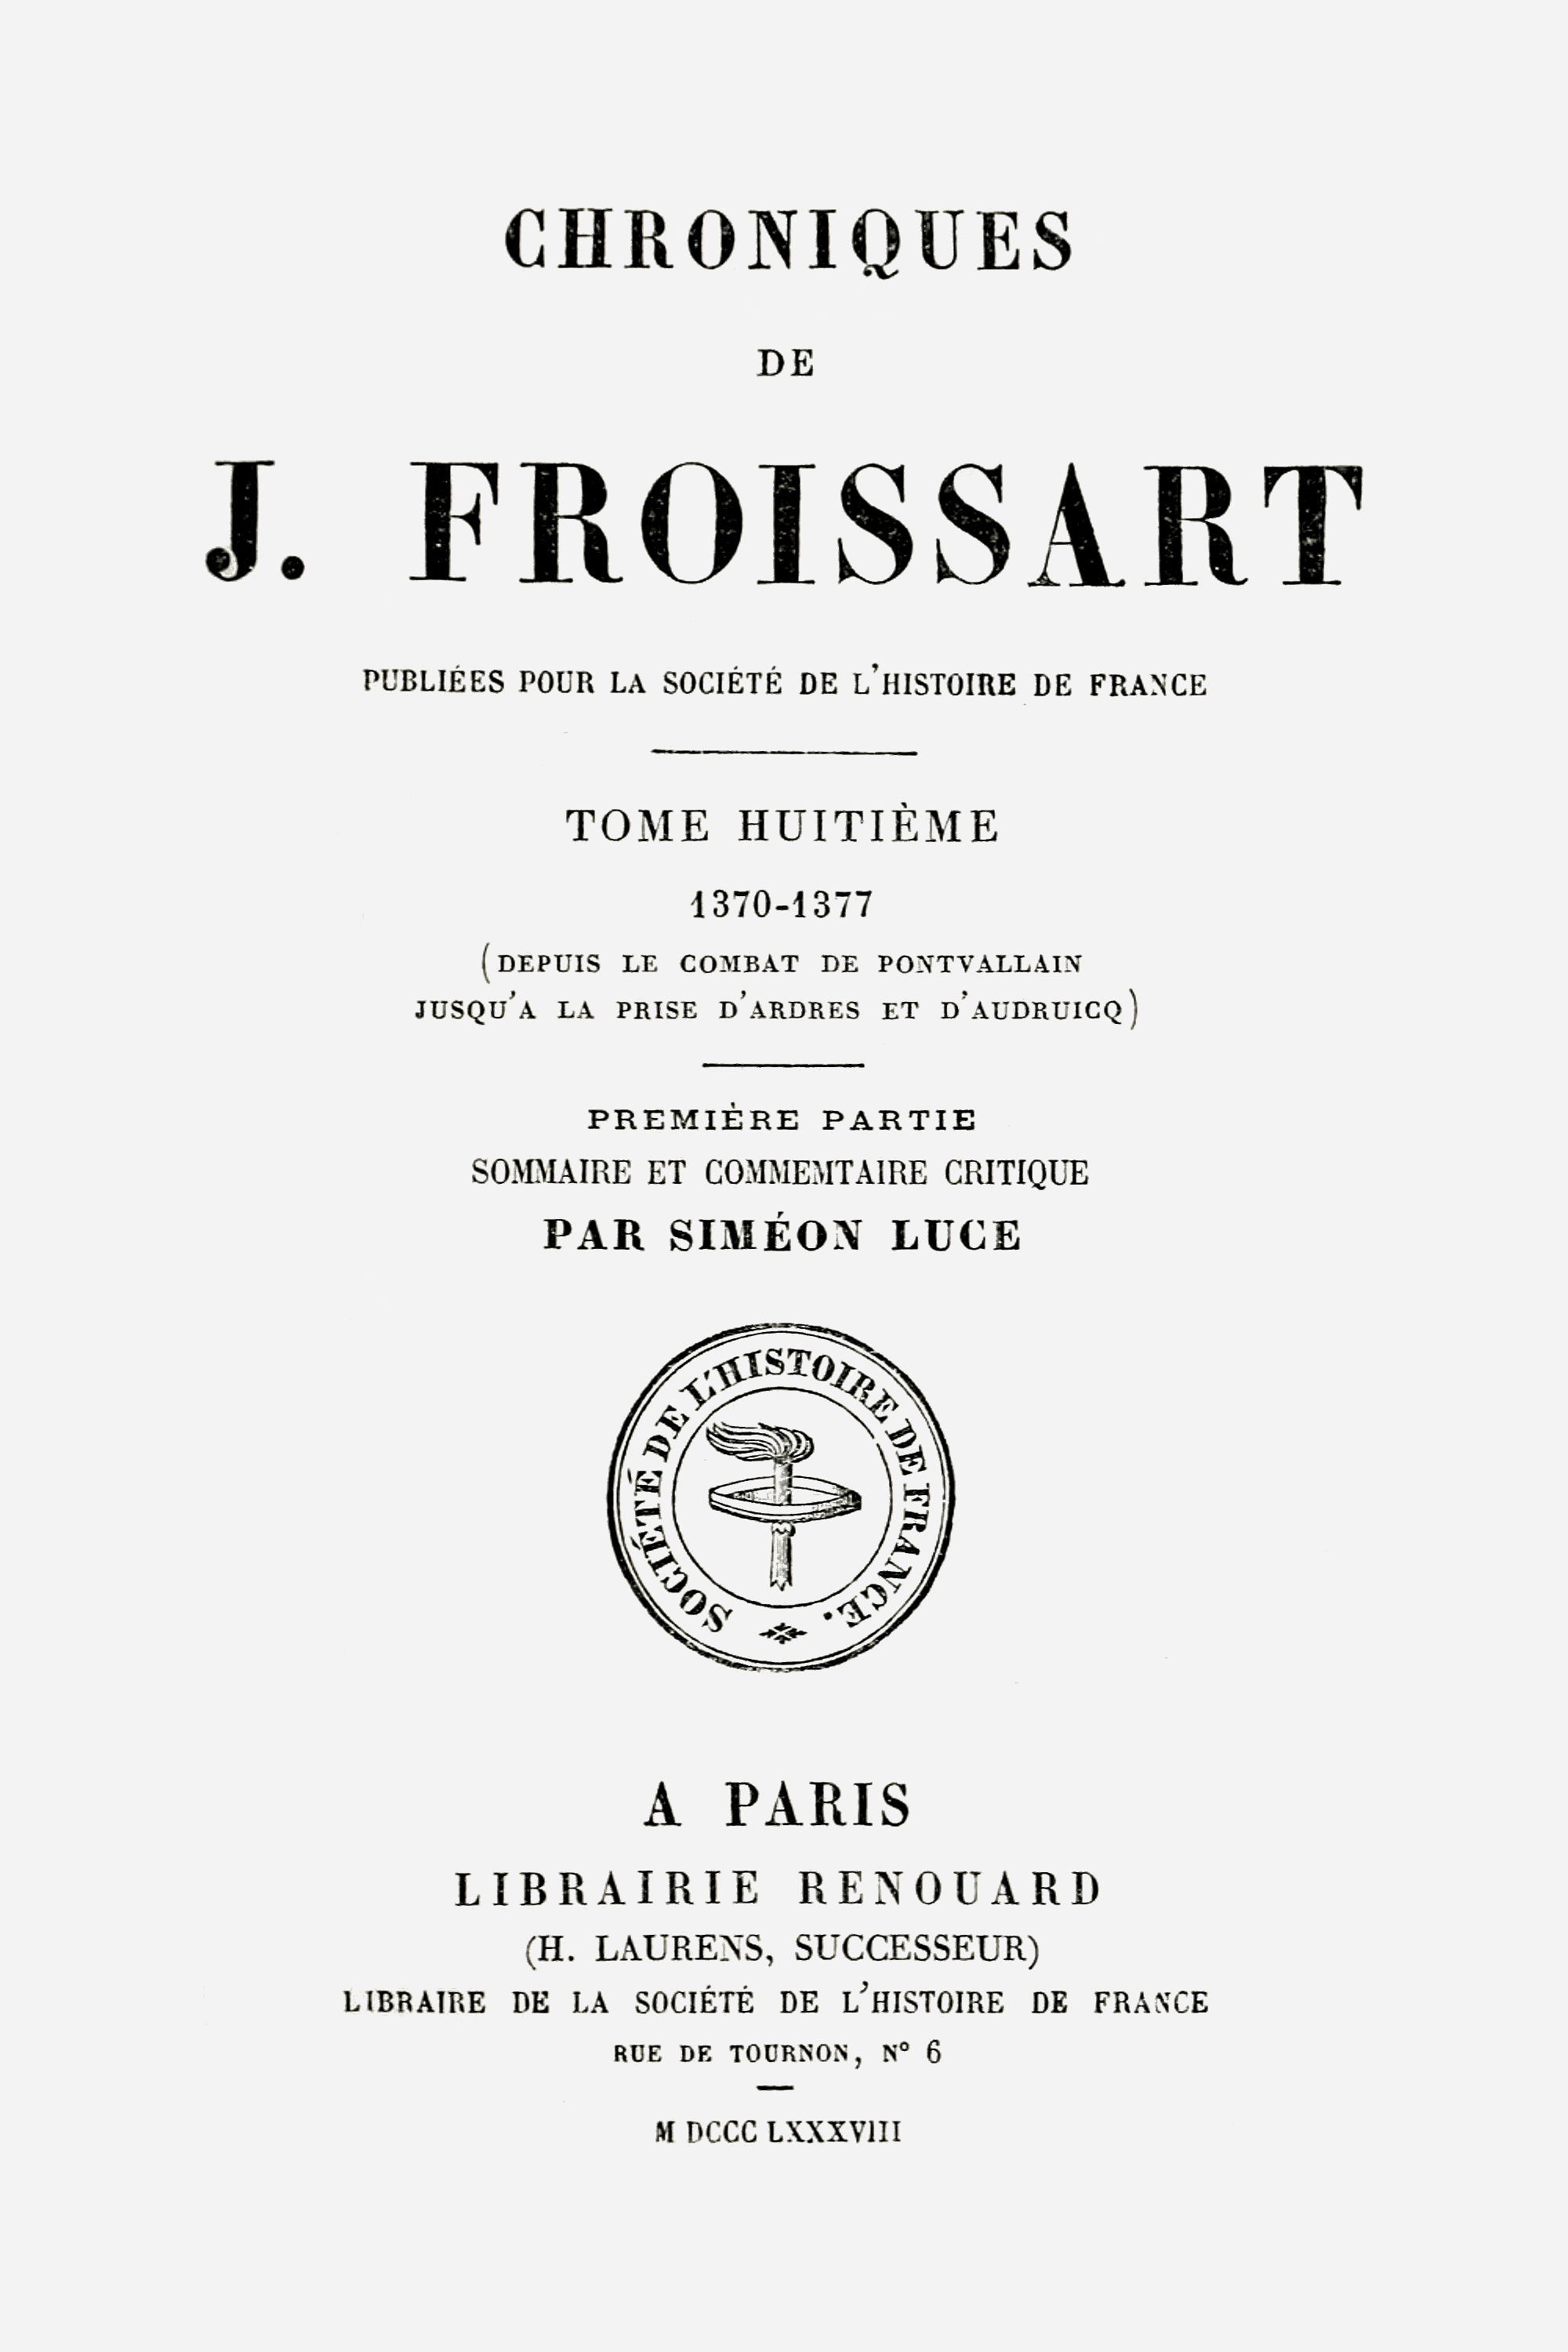 CHRONIQUES
DE
J. FROISSART
PUBLIÉES POUR LA SOCIÉTÉ DE L'HISTOIRE DE FRANCE
TOME HUITIÈME
1370-1377
(DEPUIS LE COMBAT DE PONTVALLAIN
JUSQU'A LA PRISE D'ARDRES ET D'AUDRUICQ)
PREMIÈRE PARTIE
SOMMAIRE ET COMMEMTAIRE CRITIQUE
PAR SIMÉON LUCE
SOCIÉTÉ DE L'HISTOIRE DE FRANCE.
A PARIS
LIBRAIRIE RENOUARD
(H. LAURENS, SUCCESSEUR)
LIBRAIRE DE LA SOCIÉTÉ DE L'HISTOIRE DE FRANCE
RUE DE TOURNON, N° 6
M DCCC LXXXVIII